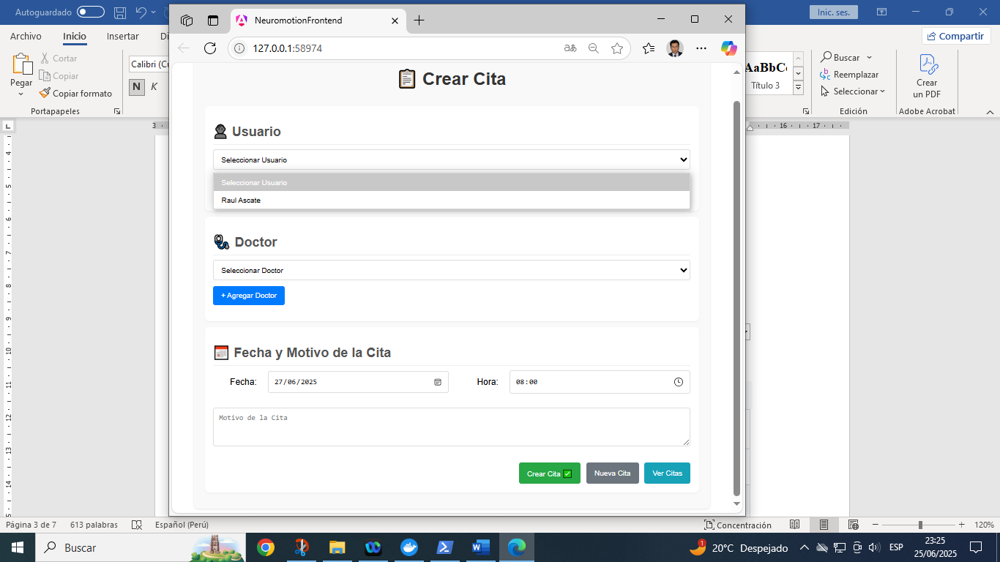 Autoguardado
Inic. ses.
NeuromotionFrontend
127.0.0.1:58974
Archivo Inicio Insertar
Compartir
Pegar
Cortar
Copiar
Copiar formato
Portapapeles
Calibri (C
N K
AaBbC
Título 3
Buscar
Reemplazar
Seleccionar
Edición
Crear
un PDF
Adobe Acrobat
3 · 16 · 17
Crear Cita
Usuario
Seleccionar Usuario
Seleccionar Usuario
Raul Ascate
Doctor
Seleccionar Doctor
+ Agregar Doctor
Fecha y Motivo de la Cita
Fecha: 27/06/2025 Hora: 08:00
Motivo de la Cita
Crear Cita ✅ Nueva Cita Ver Citas
Página 3 de 7 613 palabras Español (Perú) Concentración 120%
Buscar
20°C Despejado
ESP
23:25
25/06/2025